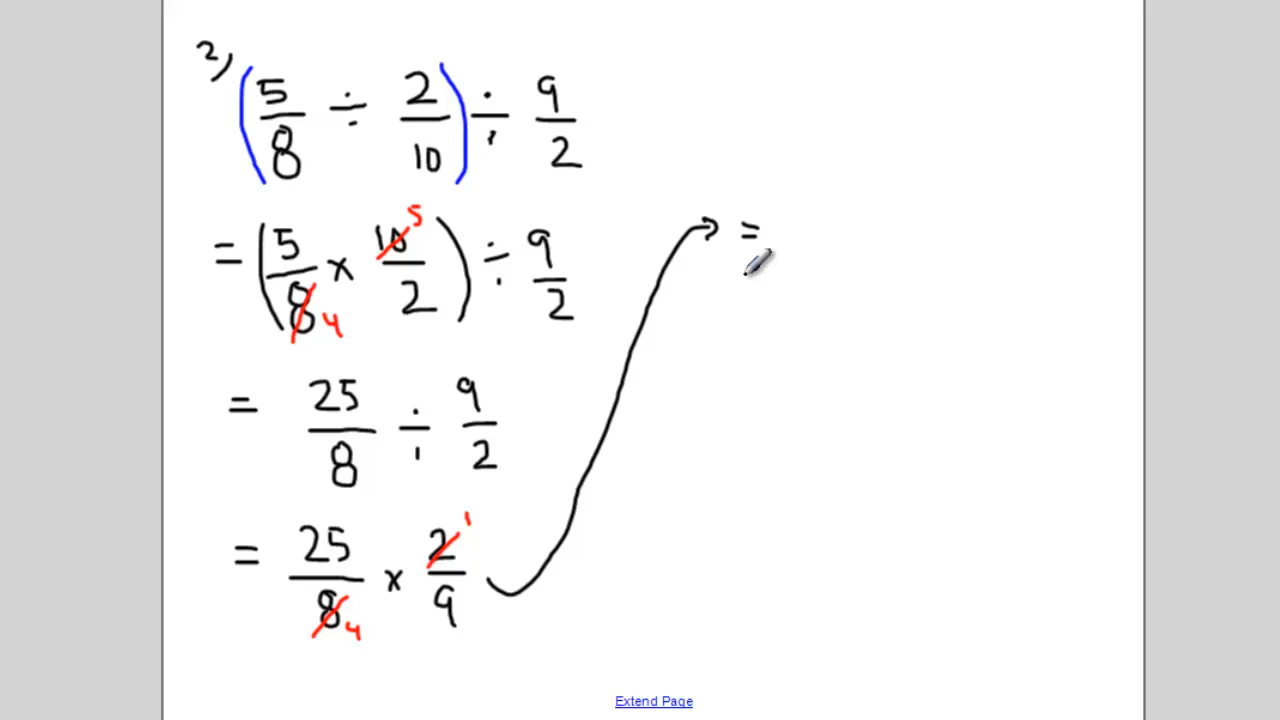 2)
(5/8 ÷ 2/10) ÷ 9/2
= (5/8 4 × 10 5/2) ÷ 9/2
= 25/8 ÷ 9/2
= 25/8 4 × 2 1/9
=
Extend Page